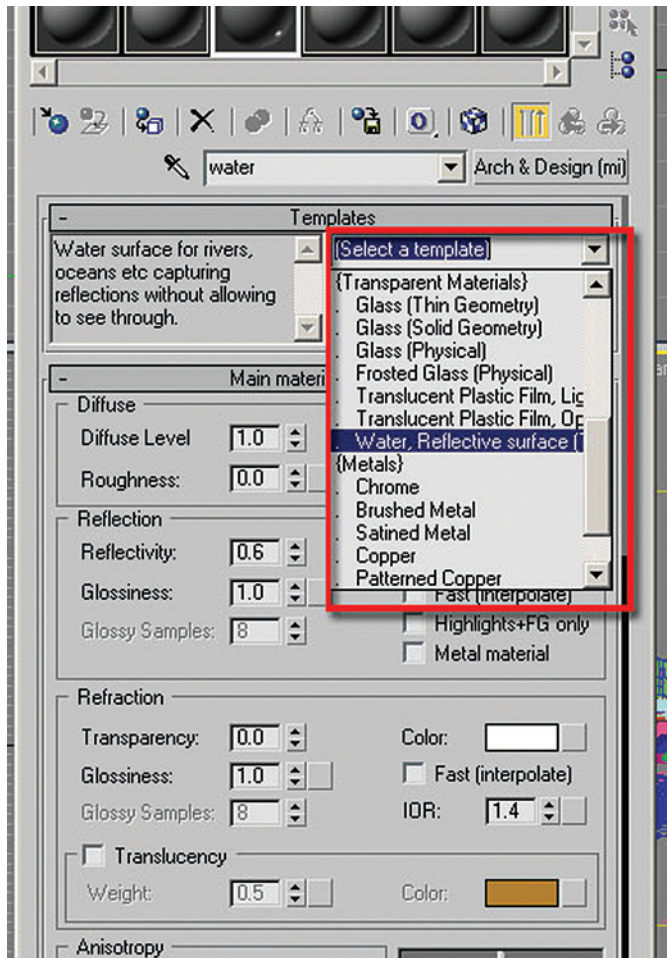 water
Arch & Design (mi)
- Templates
Water surface for rivers,
oceans etc capturing
reflections without allowing
to see through.
(Select a template)
{Transparent Materials}
. Glass (Thin Geometry)
. Glass (Solid Geometry)
. Glass (Physical)
. Frosted Glass (Physical)
. Translucent Plastic Film, Lig
. Translucent Plastic Film, Op
. Water, Reflective surface (
{Metals}
. Chrome
. Brushed Metal
. Satined Metal
. Copper
. Patterned Copper
- Main materi
Diffuse
Diffuse Level 1.0
Roughness: 0.0
Reflection
Reflectivity: 0.6
Glossiness: 1.0 Fast (interpolate)
Glossy Samples: 8 Highlights+FG only
Metal material
Refraction
Transparency: 0.0 Color:
Glossiness: 1.0 Fast (interpolate)
Glossy Samples: 8 IOR: 1.4
Translucency
Weight: 0.5 Color:
Anisotropy